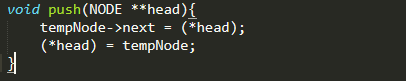 void push(NODE **head){
    tempNode->next = (*head);
    (*head) = tempNode;
}